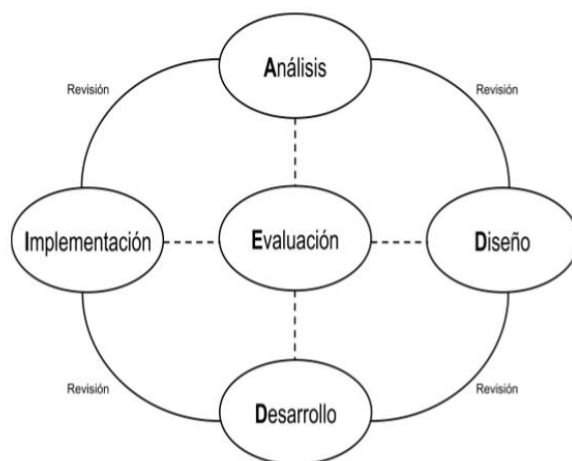 Análisis
Revisión
Revisión
Implementación
Evaluación
Diseño
Revisión
Revisión
Desarrollo